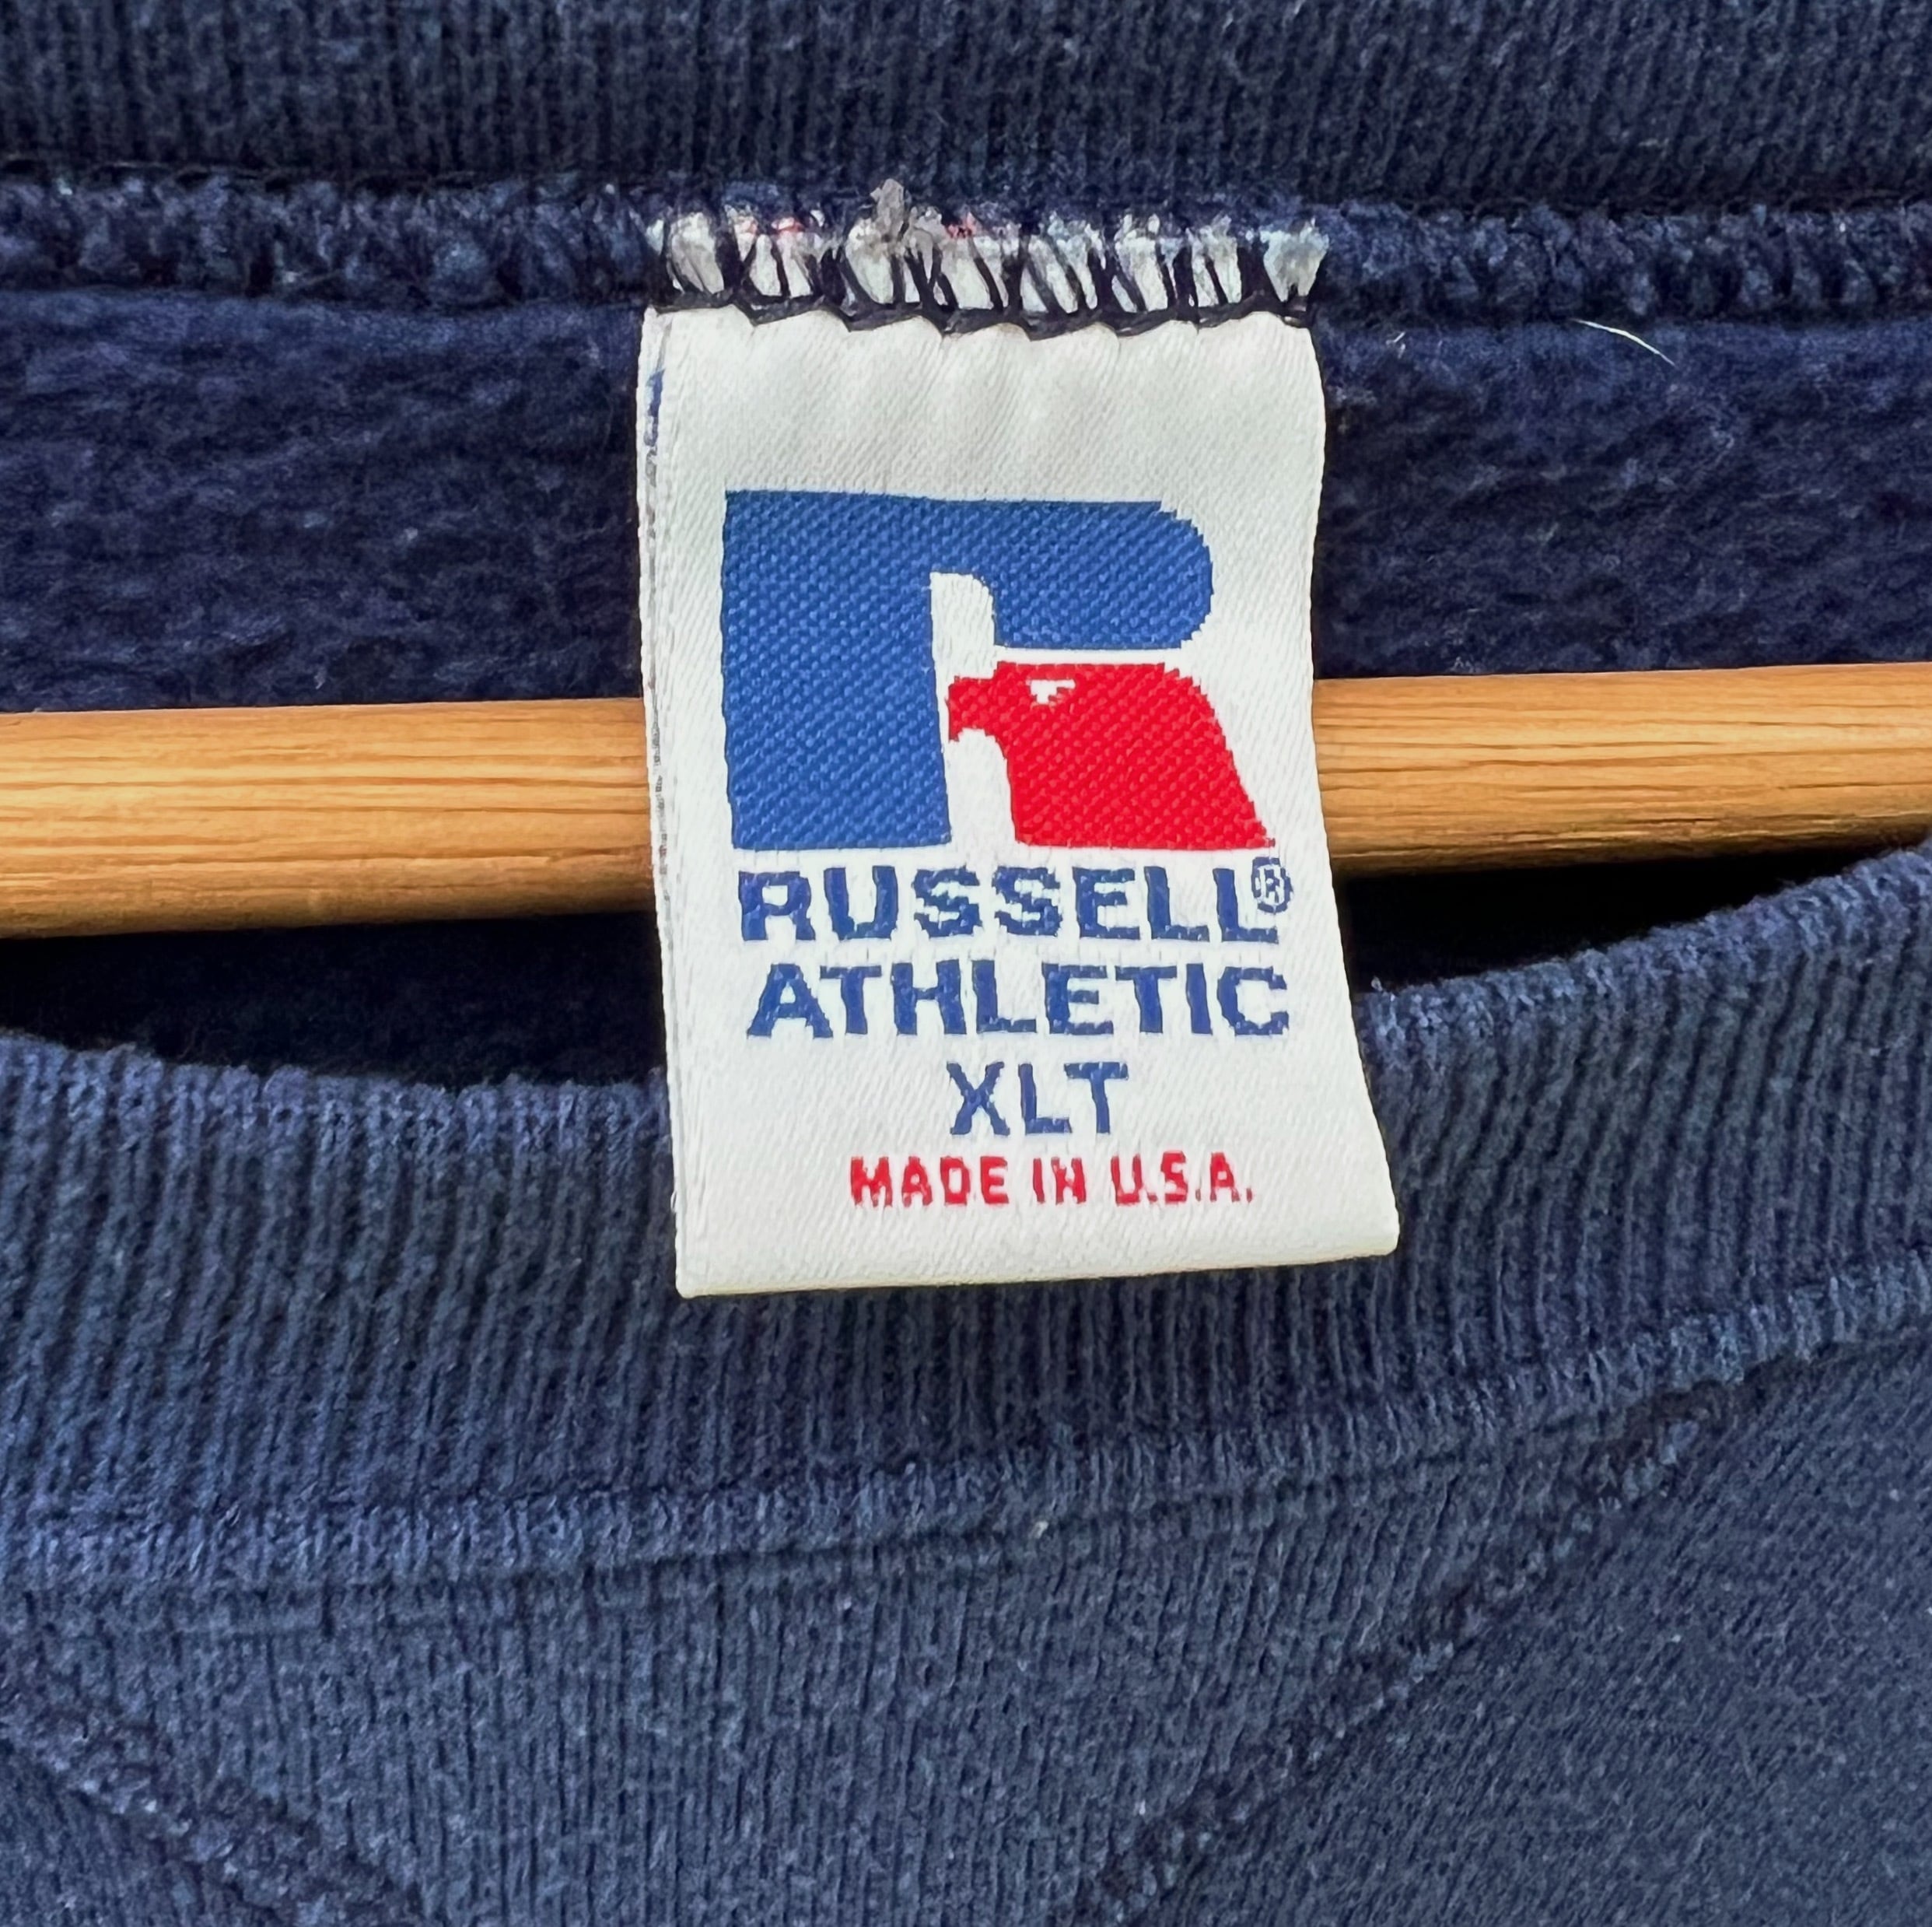 RUSSELL®
ATHLETIC
XLT
MADE IN U.S.A.